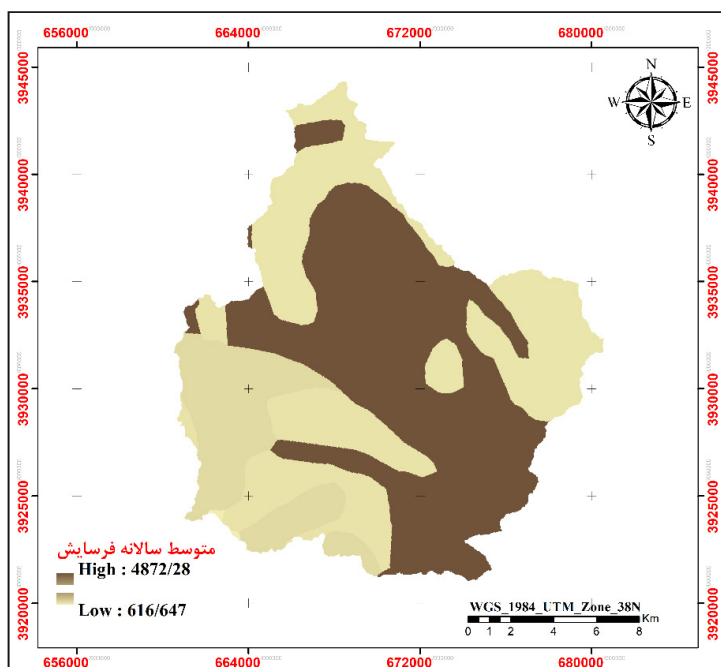 656000 664000 672000 680000
N
W E
S
3945000 3945000
3940000 3940000
3935000 3935000
3930000 3930000
3925000 3925000
3920000 3920000
متوسط سالانه فرسایش
High : 4872/28
Low : 616/647
WGS_1984_UTM_Zone_38N
0 1 2 4 6 8 Km
656000 664000 672000 680000